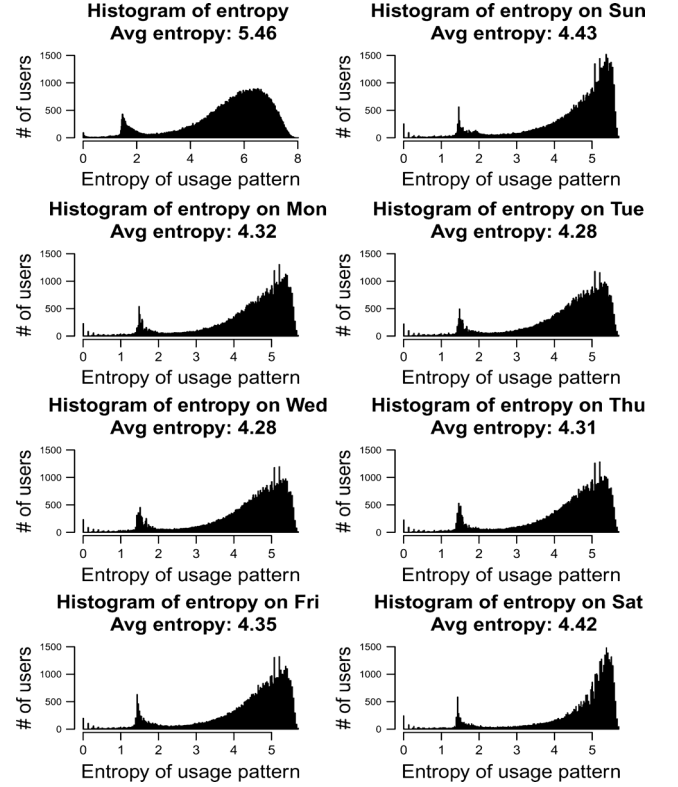 Histogram of entropy
Avg entropy: 5.46
# of users
1500
1000
500
0
0 2 4 6 8
Entropy of usage pattern
Histogram of entropy on Sun
Avg entropy: 4.43
# of users
1500
1000
500
0
0 1 2 3 4 5
Entropy of usage pattern
Histogram of entropy on Mon
Avg entropy: 4.32
# of users
1500
1000
500
0
0 1 2 3 4 5
Entropy of usage pattern
Histogram of entropy on Tue
Avg entropy: 4.28
# of users
1500
1000
500
0
0 1 2 3 4 5
Entropy of usage pattern
Histogram of entropy on Wed
Avg entropy: 4.28
# of users
1500
1000
500
0
0 1 2 3 4 5
Entropy of usage pattern
Histogram of entropy on Thu
Avg entropy: 4.31
# of users
1500
1000
500
0
0 1 2 3 4 5
Entropy of usage pattern
Histogram of entropy on Fri
Avg entropy: 4.35
# of users
1500
1000
500
0
0 1 2 3 4 5
Entropy of usage pattern
Histogram of entropy on Sat
Avg entropy: 4.42
# of users
1500
1000
500
0
0 1 2 3 4 5
Entropy of usage pattern